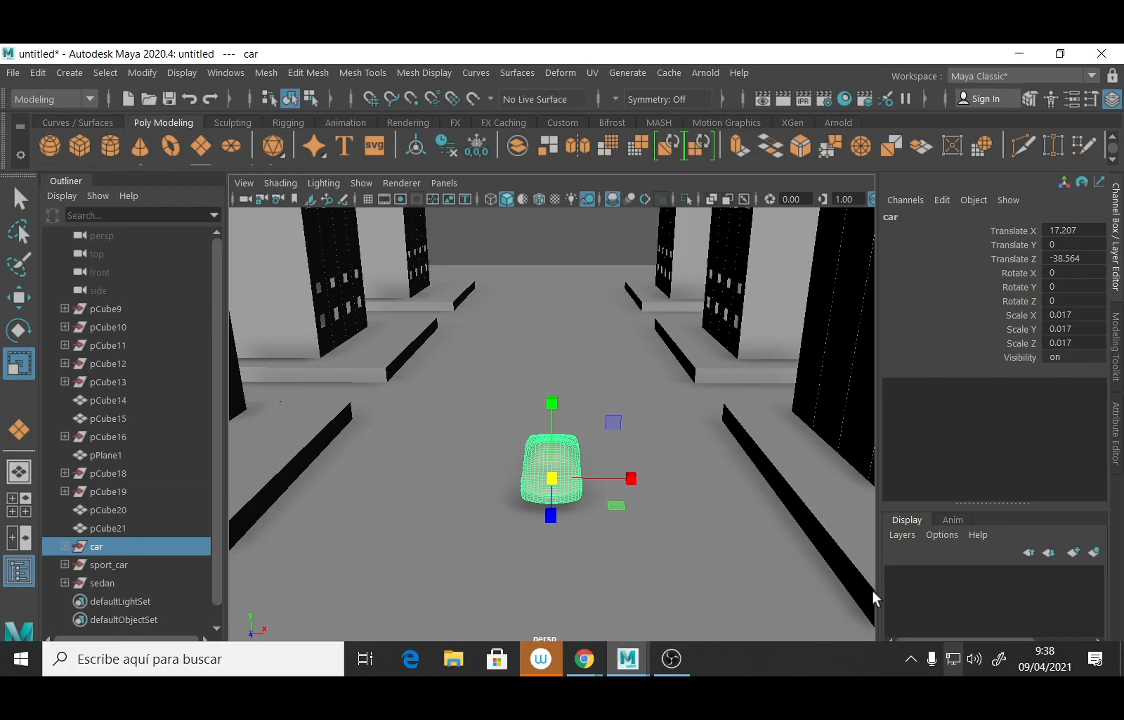 untitled* - Autodesk Maya 2020.4: untitled --- car
File Edit Create Select Modify Display Windows Mesh Edit Mesh Mesh Tools Mesh Display Curves Surfaces Deform UV Generate Cache Arnold Help
Workspace : Maya Classic*
Modeling
No Live Surface
Symmetry: Off
IPR
Sign In
Curves / Surfaces Poly Modeling Sculpting Rigging Animation Rendering FX FX Caching Custom Bifrost MASH Motion Graphics XGen Arnold
T
SVG
0,0,0
Outliner
Display Show Help
Search...
persp
top
front
side
pCube9
pCube10
pCube11
pCube12
pCube13
pCube14
pCube15
pCube16
pPlane1
pCube18
pCube19
pCube20
pCube21
car
sport_car
sedan
defaultLightSet
defaultObjectSet
View Shading Lighting Show Renderer Panels
0.00
1.00
persp
Y
X
Channels Edit Object Show
car
Translate X 17.207
Translate Y 0
Translate Z -38.564
Rotate X 0
Rotate Y 0
Rotate Z 0
Scale X 0.017
Scale Y 0.017
Scale Z 0.017
Visibility on
Display Anim
Layers Options Help
Channel Box / Layer Editor
Modeling Toolkit
Attribute Editor
Escribe aquí para buscar
9:38
09/04/2021